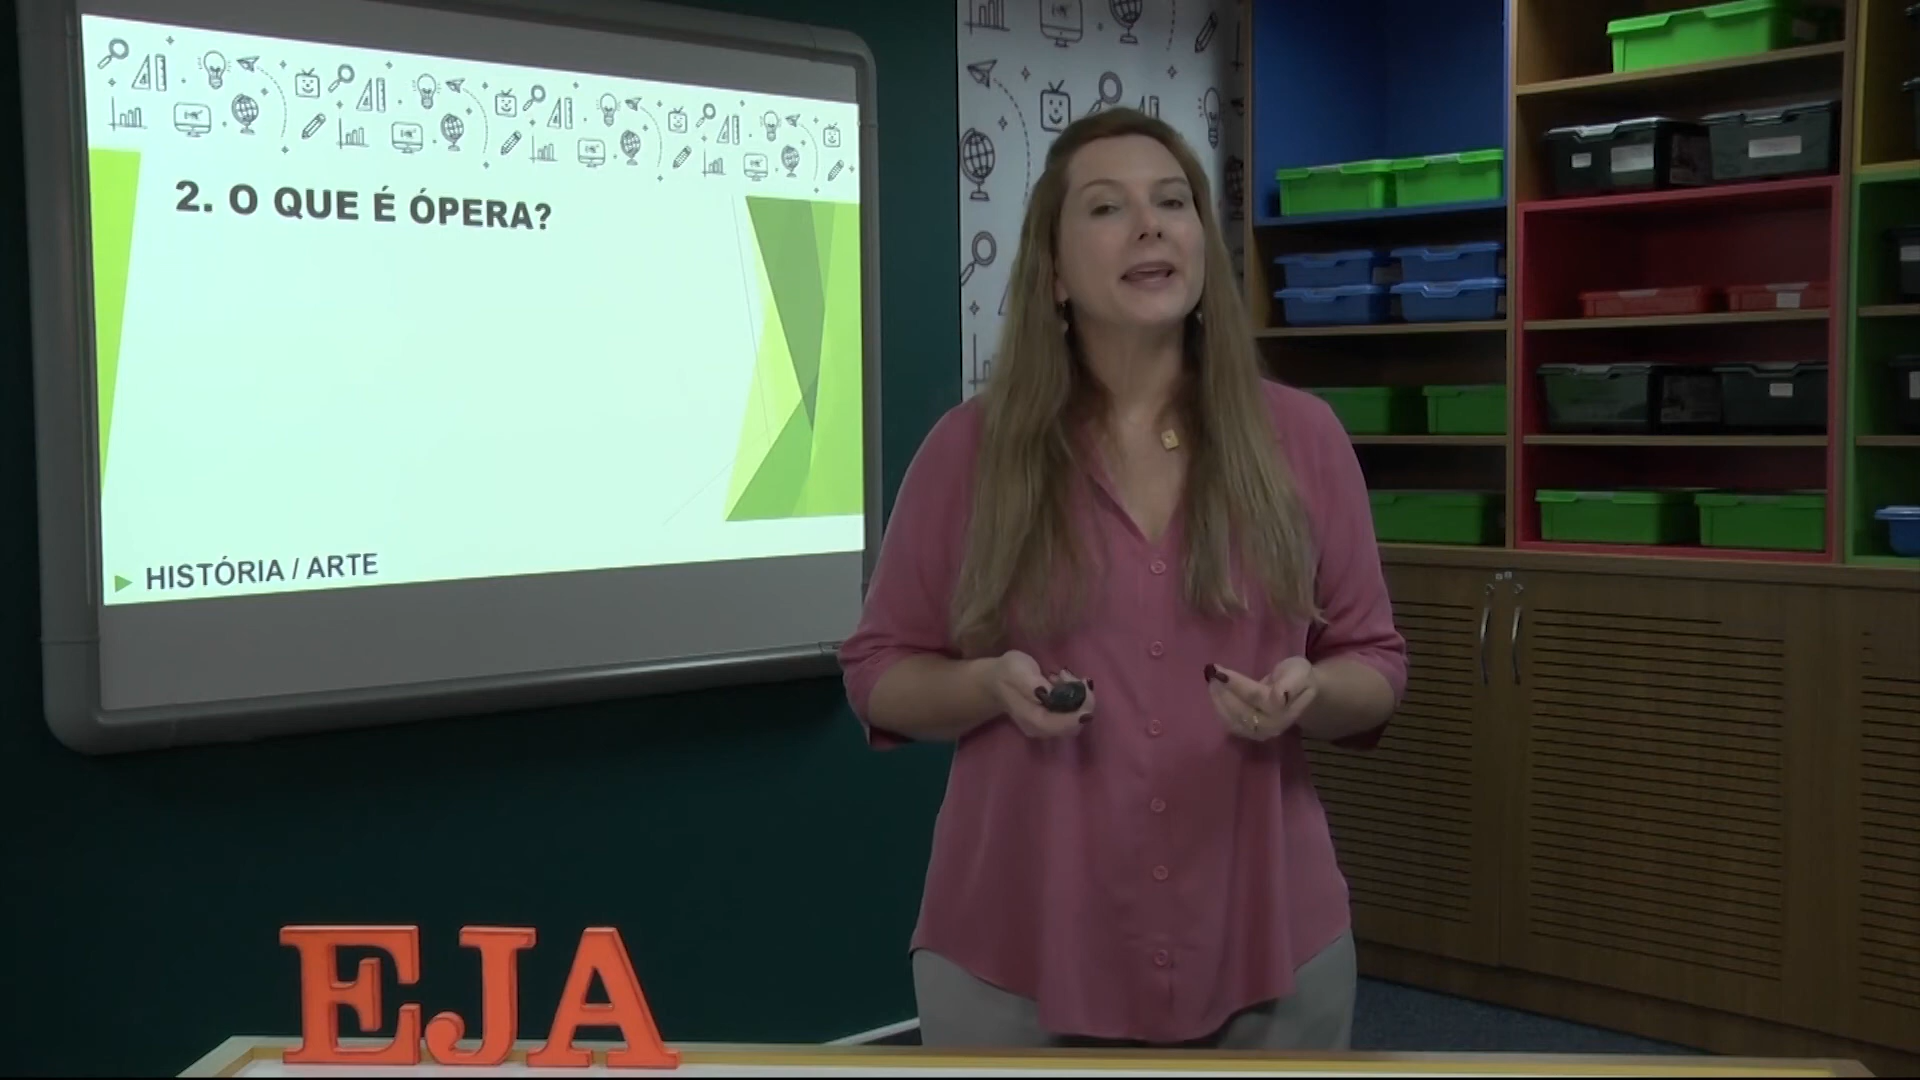 2. O QUE É ÓPERA?
HISTÓRIA / ARTE
EJA